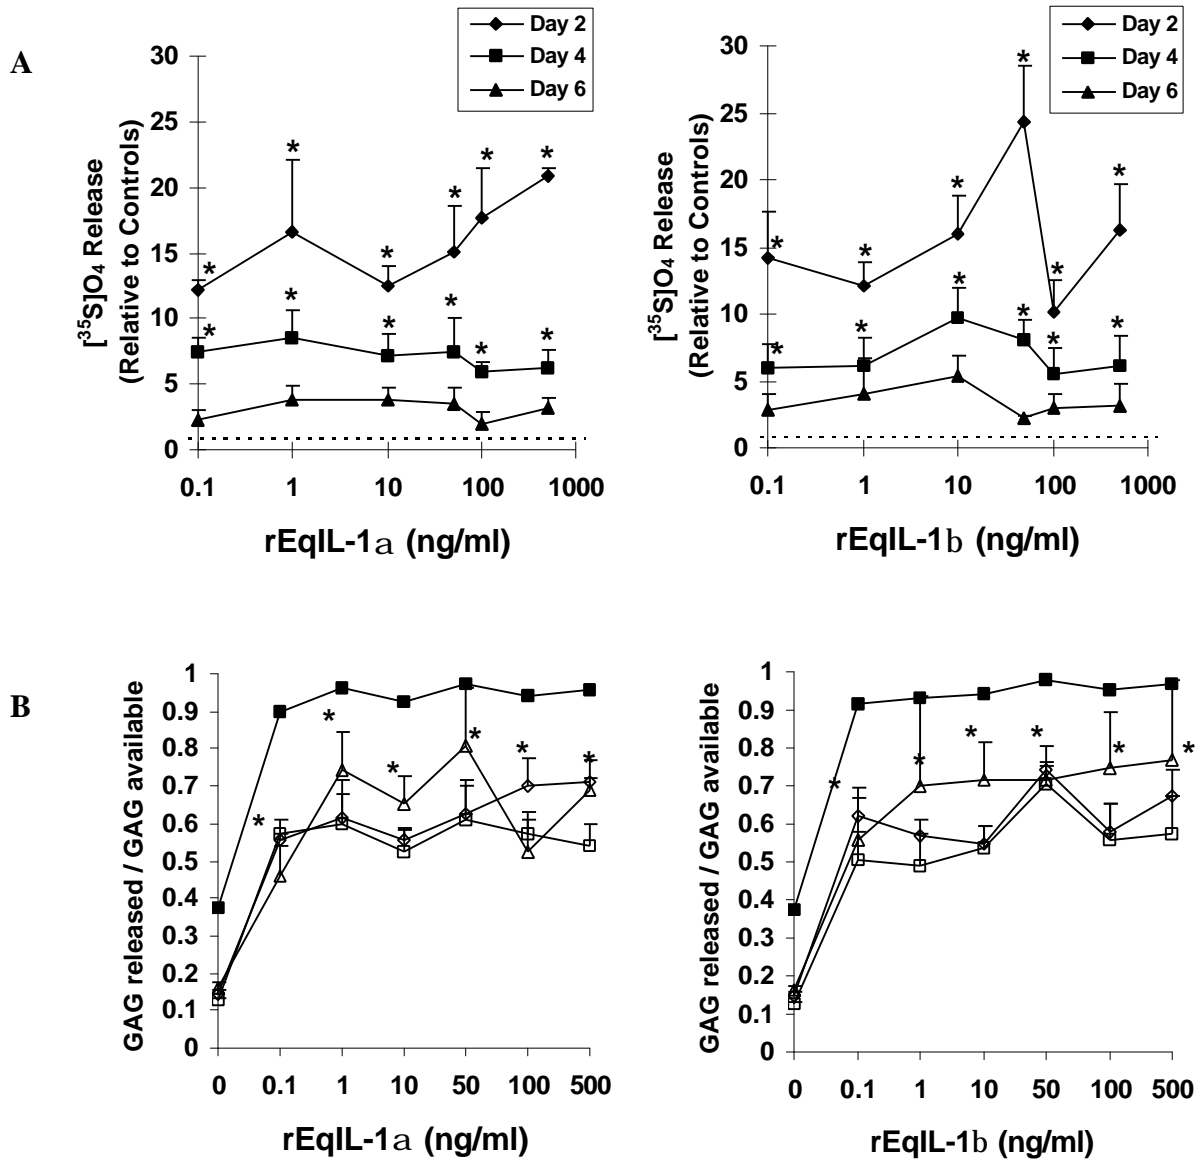 A
Day 2
Day 4
Day 6
30
25
20
15
10
5
0
[35S]O4 Release
(Relative to Controls)
* * * * * *
* * * * * *
0.1 1 10 100 1000
rEqIL-1a (ng/ml)
Day 2
Day 4
Day 6
30
25
20
15
10
5
0
[35S]O4 Release
(Relative to Controls)
* * * * * *
* * * * * *
0.1 1 10 100 1000
rEqIL-1b (ng/ml)
B
1
0.9
0.8
0.7
0.6
0.5
0.4
0.3
0.2
0.1
0
GAG released / GAG available
* * * * * *
0 0.1 1 10 50 100 500
rEqIL-1a (ng/ml)
1
0.9
0.8
0.7
0.6
0.5
0.4
0.3
0.2
0.1
0
GAG released / GAG available
* * * * * *
0 0.1 1 10 50 100 500
rEqIL-1b (ng/ml)